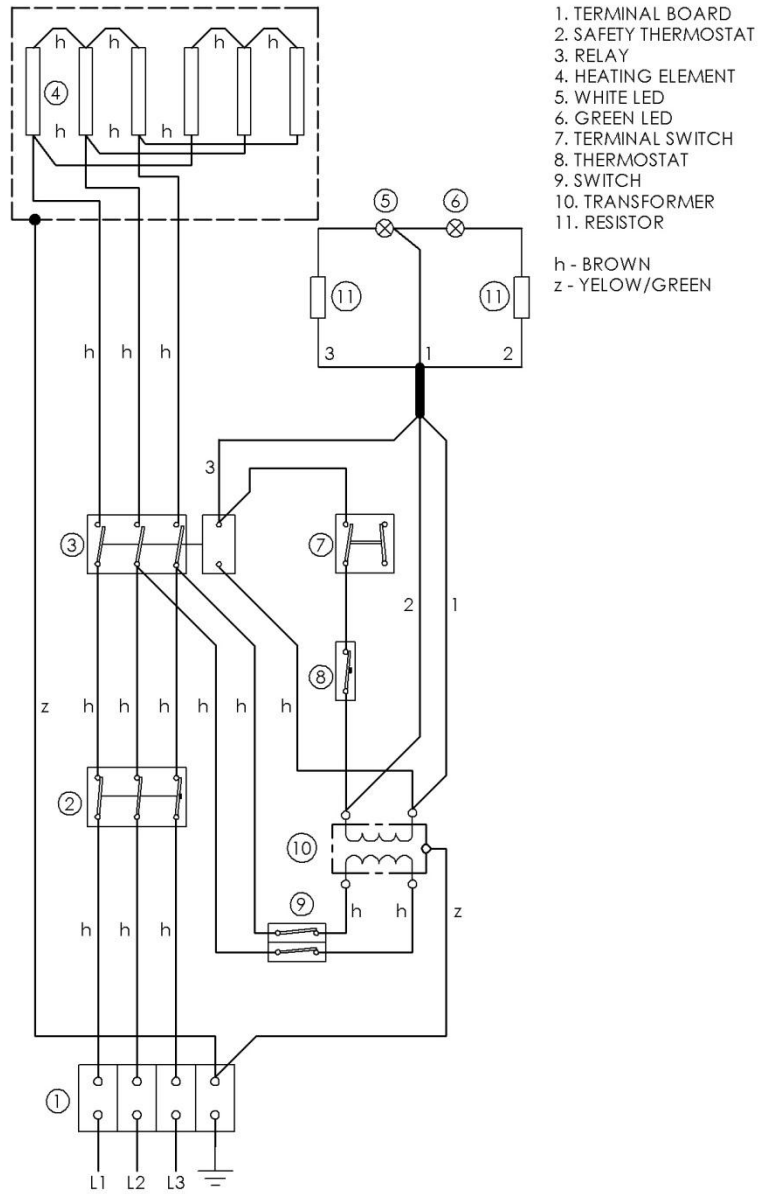 1. TERMINAL BOARD
2. SAFETY THERMOSTAT
3. RELAY
4. HEATING ELEMENT
5. WHITE LED
6. GREEN LED
7. TERMINAL SWITCH
8. THERMOSTAT
9. SWITCH
10. TRANSFORMER
11. RESISTOR
h - BROWN
z - YELOW/GREEN
h h h h
4
h h h
5 6
11 11
3 1 2
h h h
3
3 7
2 1
8
z h h h h h h
2
10
9
h h z
h h h
1
L1 L2 L3